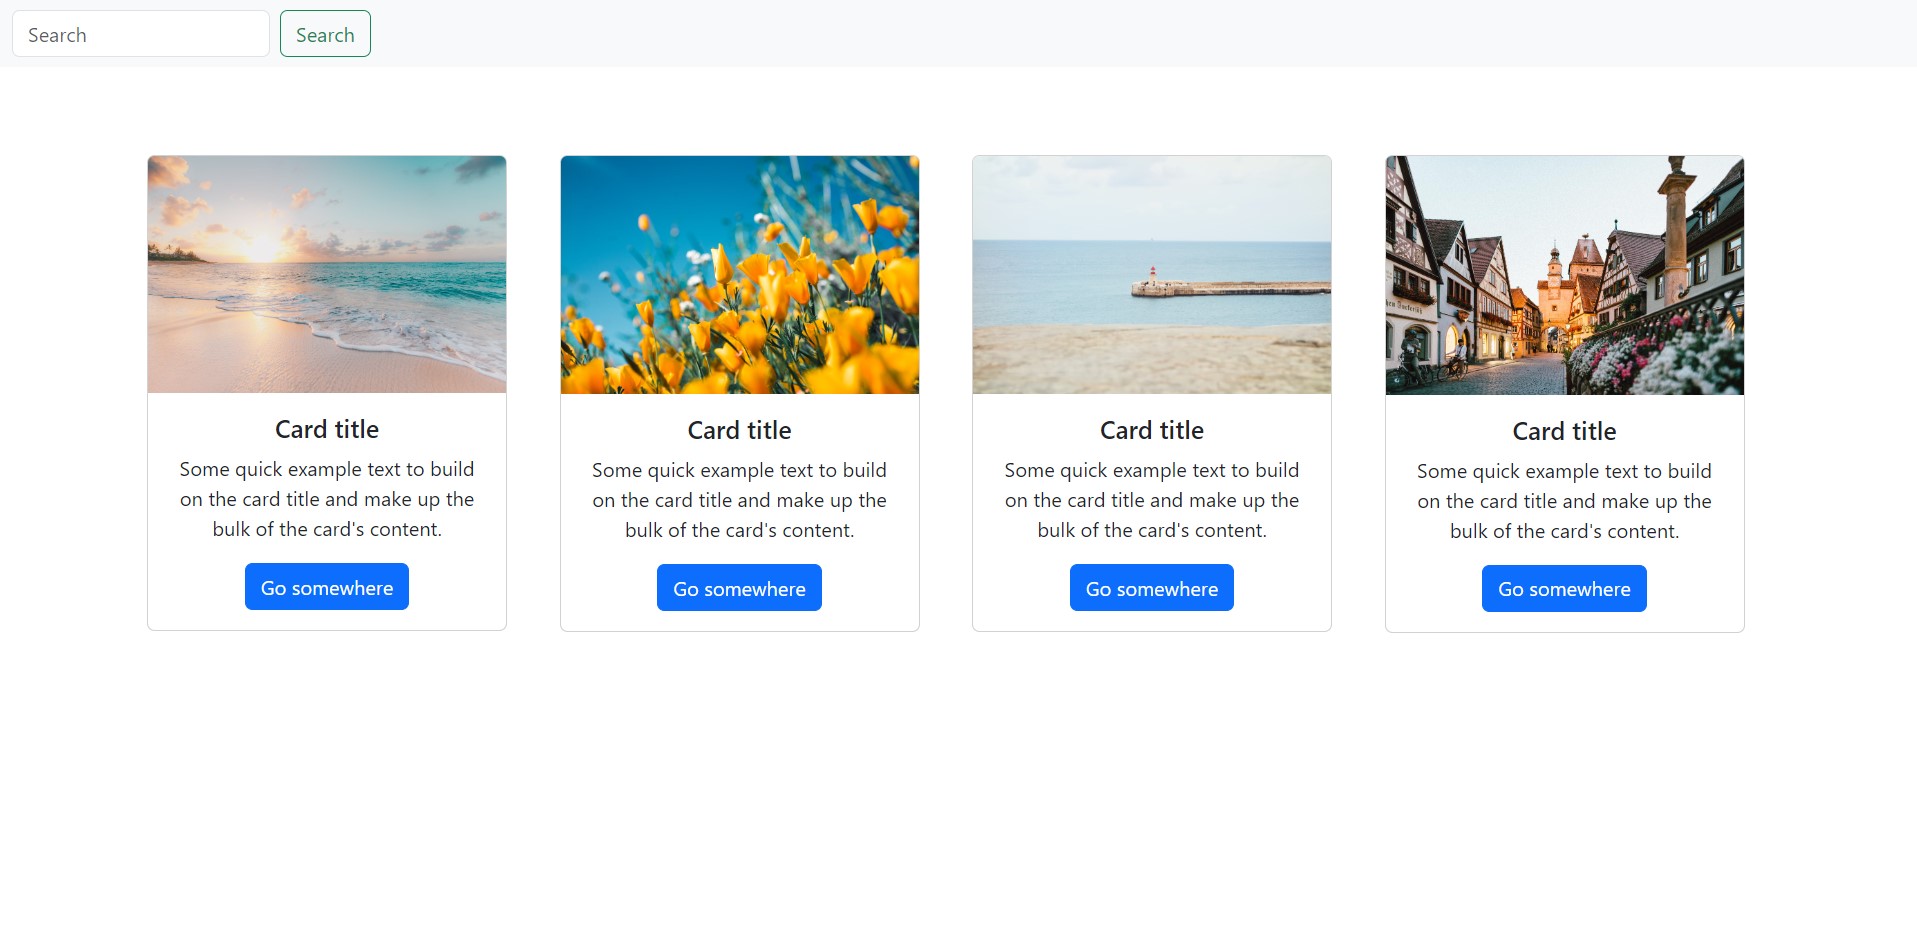 Search
Search
Card title
Some quick example text to build
on the card title and make up the
bulk of the card's content.
Go somewhere
Card title
Some quick example text to build
on the card title and make up the
bulk of the card's content.
Go somewhere
Card title
Some quick example text to build
on the card title and make up the
bulk of the card's content.
Go somewhere
Card title
Some quick example text to build
on the card title and make up the
bulk of the card's content.
Go somewhere